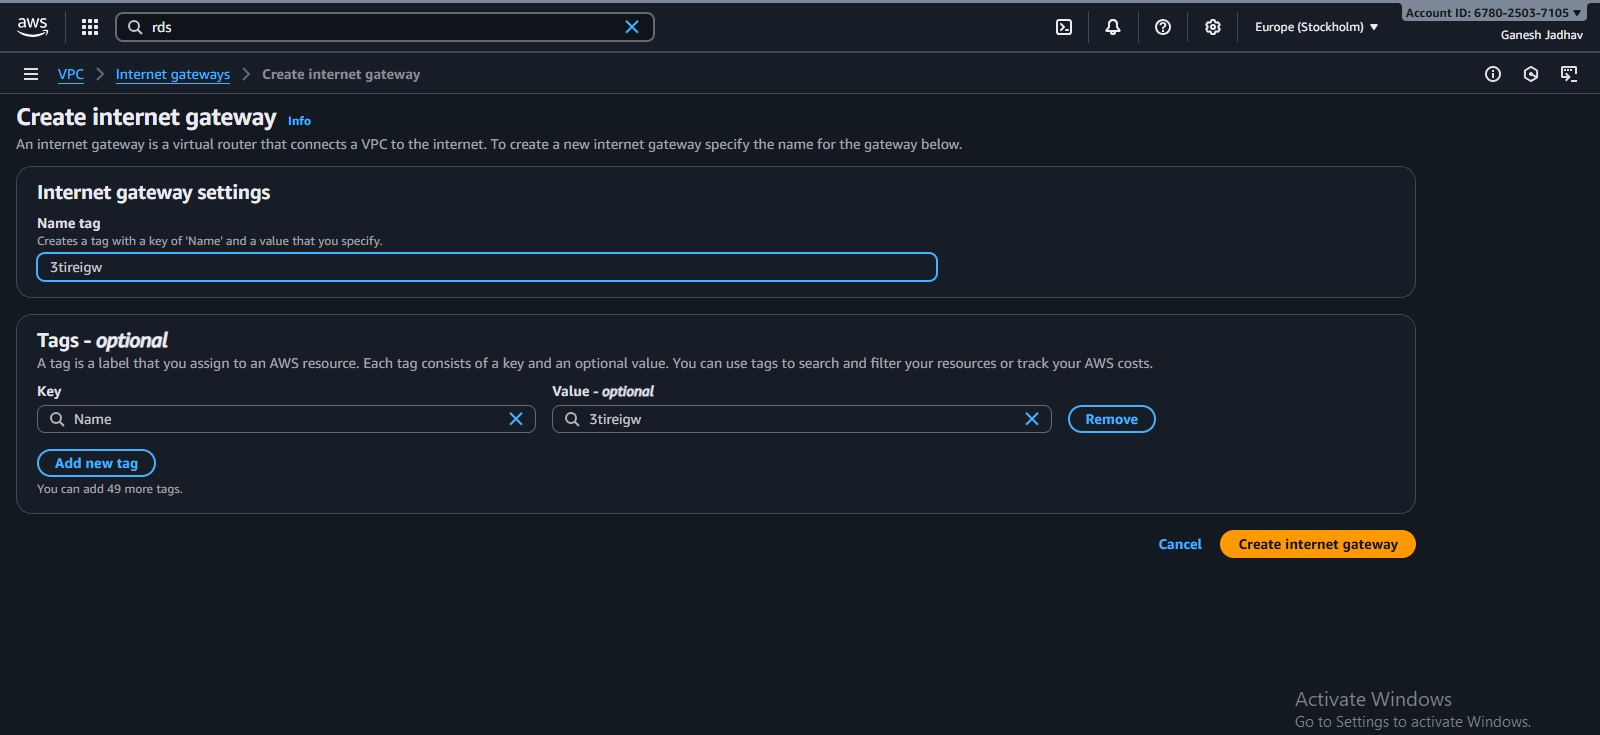 aws
rds
Europe (Stockholm)
Account ID: 6780-2503-7105
Ganesh Jadhav
VPC
Internet gateways
Create internet gateway
Create internet gateway Info
An internet gateway is a virtual router that connects a VPC to the internet. To create a new internet gateway specify the name for the gateway below.
Internet gateway settings
Name tag
Creates a tag with a key of 'Name' and a value that you specify.
3tireigw
Tags - optional
A tag is a label that you assign to an AWS resource. Each tag consists of a key and an optional value. You can use tags to search and filter your resources or track your AWS costs.
Key
Value - optional
Name
3tireigw
Remove
Add new tag
You can add 49 more tags.
Cancel
Create internet gateway
Activate Windows
Go to Settings to activate Windows.